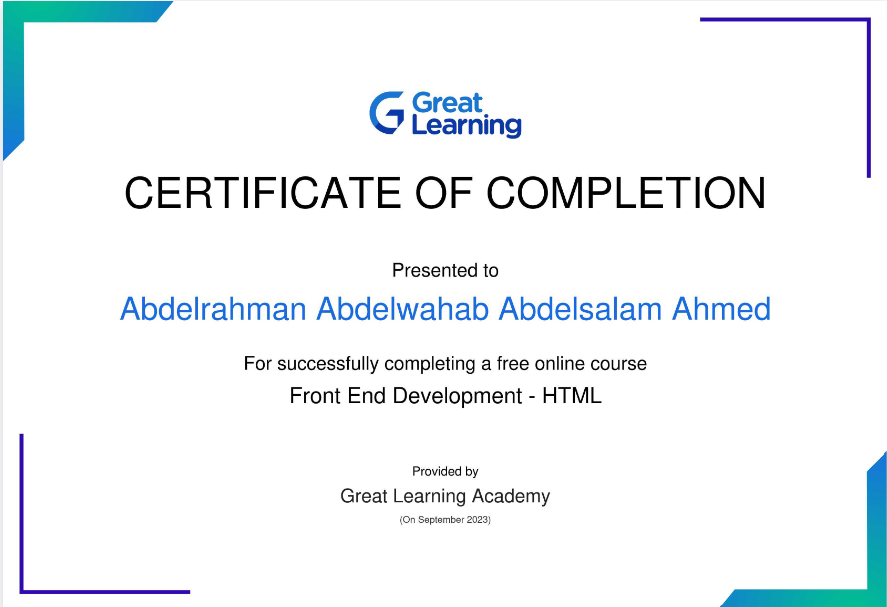 Great
Learning
CERTIFICATE OF COMPLETION
Presented to
Abdelrahman Abdelwahab Abdelsalam Ahmed
For successfully completing a free online course
Front End Development - HTML
Provided by
Great Learning Academy
(On September 2023)